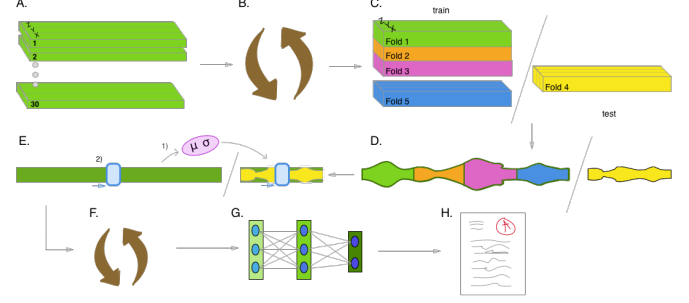 A.
B.
C.
train
z
y
x
1
2
30
Fold 1
Fold 2
Fold 3
Fold 5
Fold 4
test
E.
2)
1)
μ σ
D.
F.
G.
H.
A